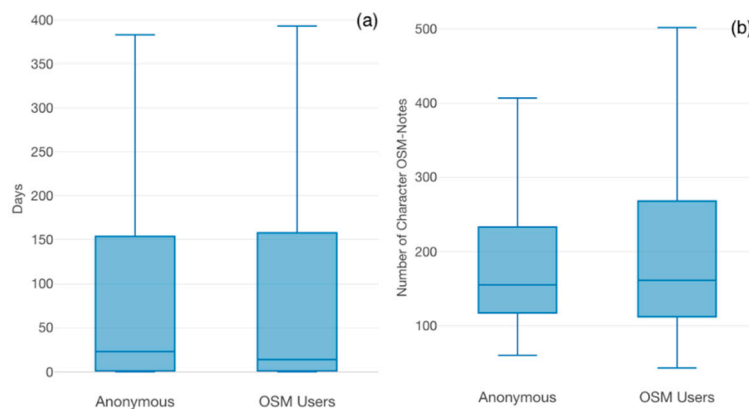 (a)
400
350
300
250
200
150
100
50
0
Days
Anonymous OSM Users
(b)
500
400
300
200
100
Number of Character OSM-Notes
Anonymous OSM Users